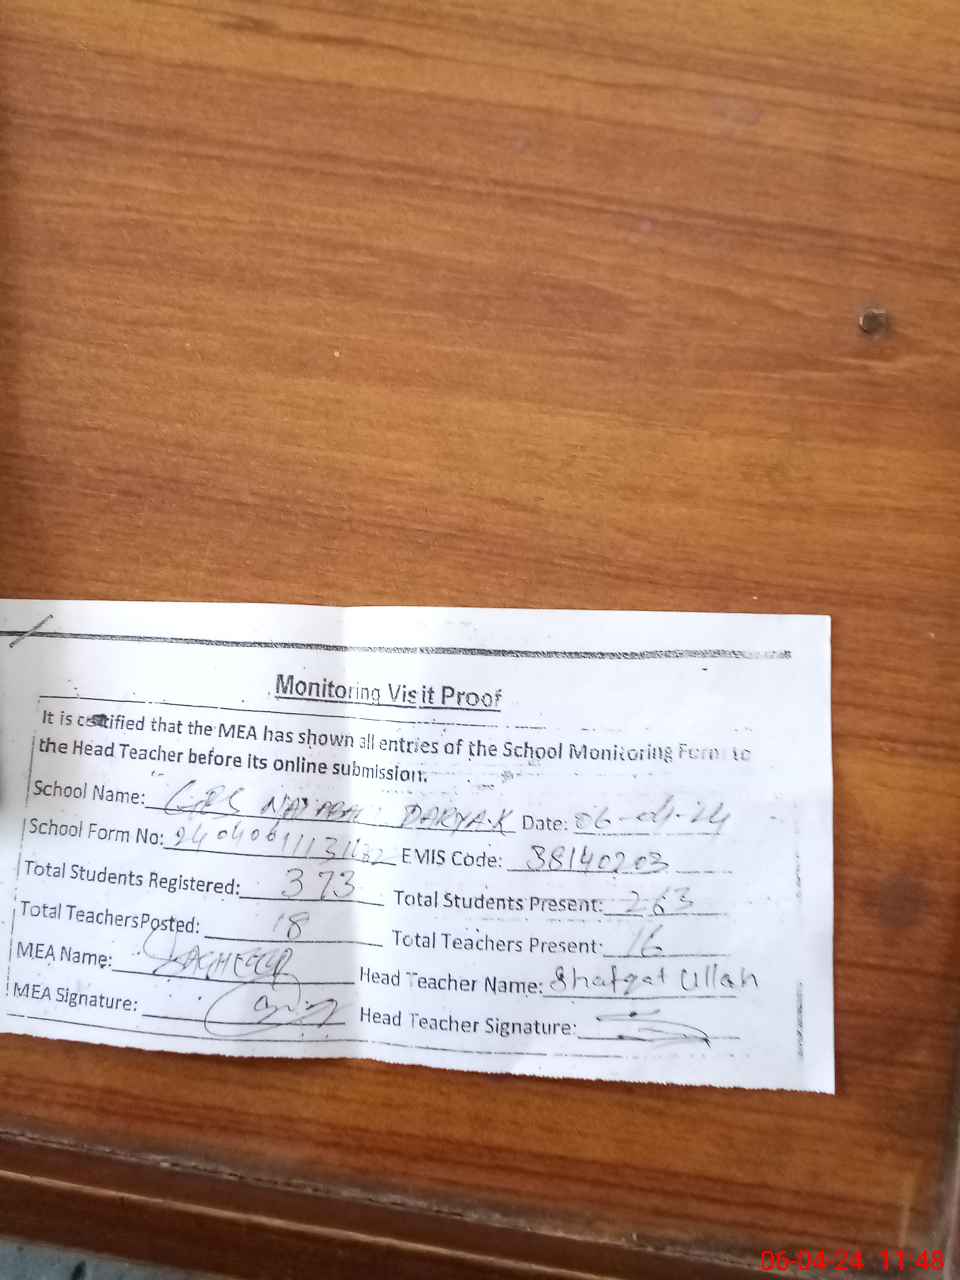 Monitoring Visit Proof
It is certified that the MEA has shown all entries of the School Monitoring Form to
the Head Teacher before its online submission.
School Name: DARYA.K Date: 06-04-24
School Form No: EMIS Code: 38140203
Total Students Registered: 373 Total Students Present: 263
Total TeachersPosted: 18 Total Teachers Present: 16
MEA Name: Head Teacher Name: Shafqat Ullah
MEA Signature: Head Teacher Signature:
06-04-24 11:48